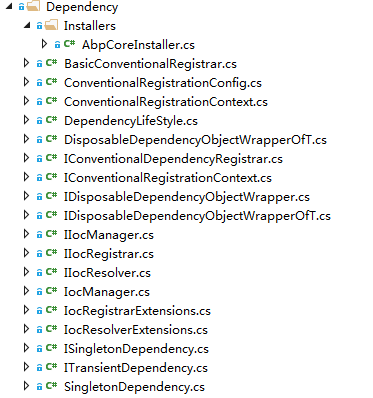 Dependency
Installers
C# AbpCoreInstaller.cs
C# BasicConventionalRegistrar.cs
C# ConventionalRegistrationConfig.cs
C# ConventionalRegistrationContext.cs
C# DependencyLifeStyle.cs
C# DisposableDependencyObjectWrapperOfT.cs
C# IConventionalDependencyRegistrar.cs
C# IConventionalRegistrationContext.cs
C# IDisposableDependencyObjectWrapper.cs
C# IDisposableDependencyObjectWrapperOfT.cs
C# IIocManager.cs
C# IIocRegistrar.cs
C# IIocResolver.cs
C# IocManager.cs
C# IocRegistrarExtensions.cs
C# IocResolverExtensions.cs
C# ISingletonDependency.cs
C# ITransientDependency.cs
C# SingletonDependency.cs